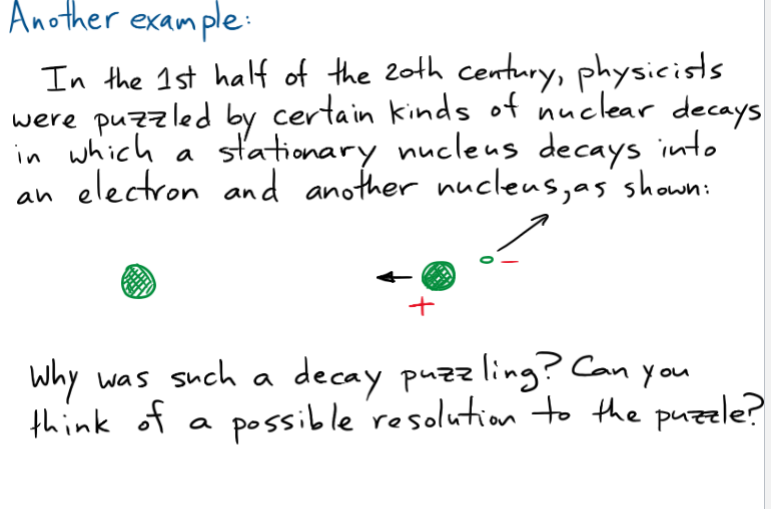 Another example:
In the 1st half of the 20th century, physicists
were puzzled by certain kinds of nuclear decays
in which a stationary nucleus decays into
an electron and another nucleus, as shown:
−
+
Why was such a decay puzzling? Can you
think of a possible resolution to the puzzle?